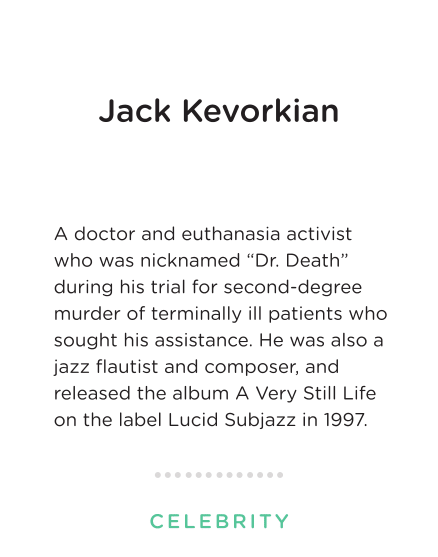 Jack Kevorkian
A doctor and euthanasia activist
who was nicknamed “Dr. Death”
during his trial for second-degree
murder of terminally ill patients who
sought his assistance. He was also a
jazz flautist and composer, and
released the album A Very Still Life
on the label Lucid Subjazz in 1997.
CELEBRITY